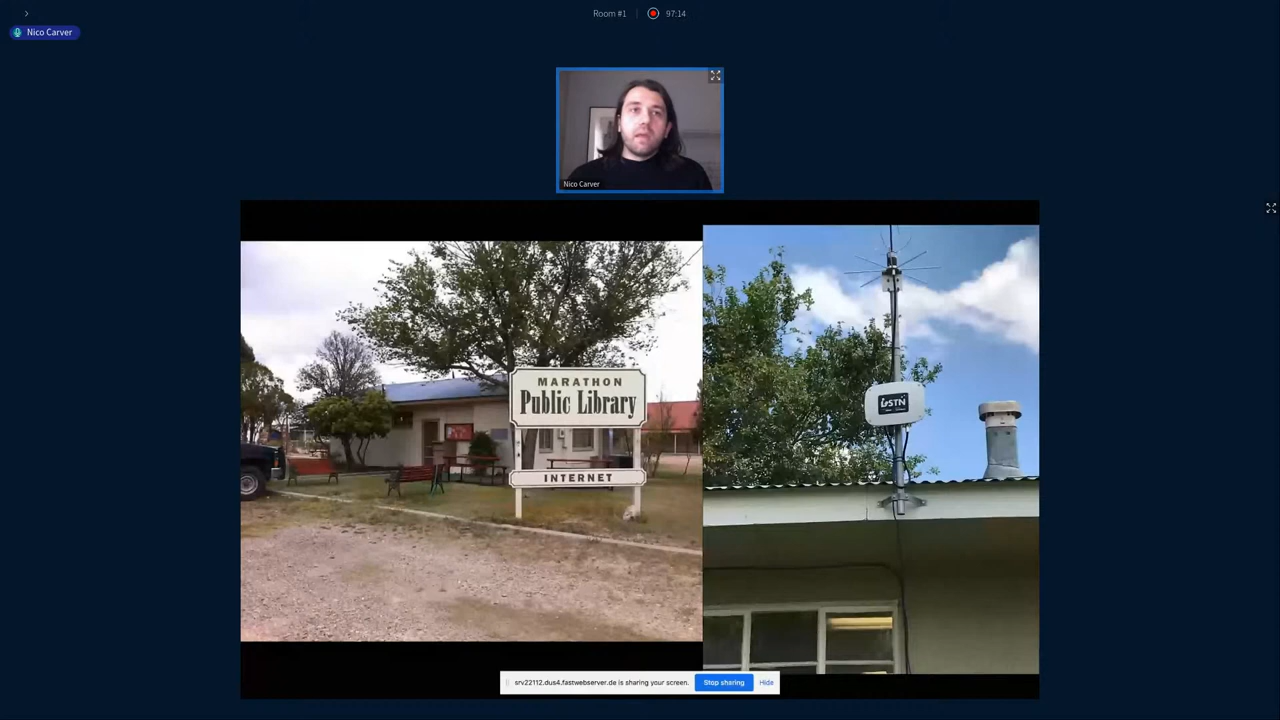 Room #1
97:14
Nico Carver
Nico Carver
MARATHON
Public Library
INTERNET
STN
srv22112.dus4.fastwebserver.de is sharing your screen.
Stop sharing
Hide